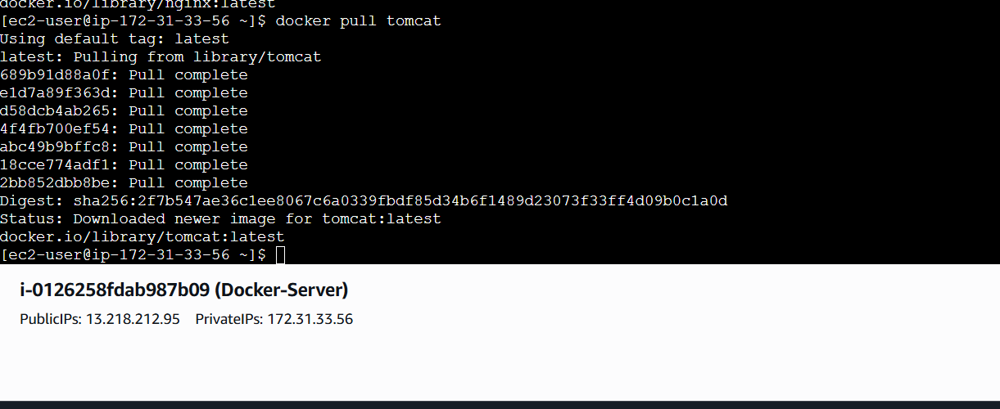 docker.io/library/nginx:latest
[ec2-user@ip-172-31-33-56 ~]$ docker pull tomcat
Using default tag: latest
latest: Pulling from library/tomcat
689b91d88a0f: Pull complete
e1d7a89f363d: Pull complete
d58dcb4ab265: Pull complete
4f4fb700ef54: Pull complete
abc49b9bffc8: Pull complete
18cce774adf1: Pull complete
2bb852dbb8be: Pull complete
Digest: sha256:2f7b547ae36c1ee8067c6a0339fbdf85d34b6f1489d23073f33ff4d09b0c1a0d
Status: Downloaded newer image for tomcat:latest
docker.io/library/tomcat:latest
[ec2-user@ip-172-31-33-56 ~]$
i-0126258fdab987b09 (Docker-Server)
PublicIPs: 13.218.212.95 PrivateIPs: 172.31.33.56